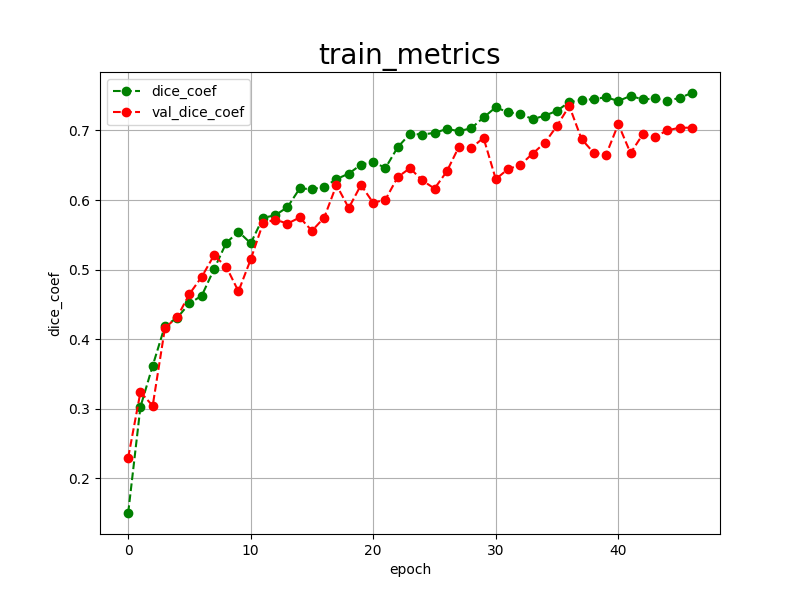 train_metrics
dice_coef
val_dice_coef
0.7
0.6
0.5
0.4
0.3
0.2
dice_coef
0 10 20 30 40
epoch